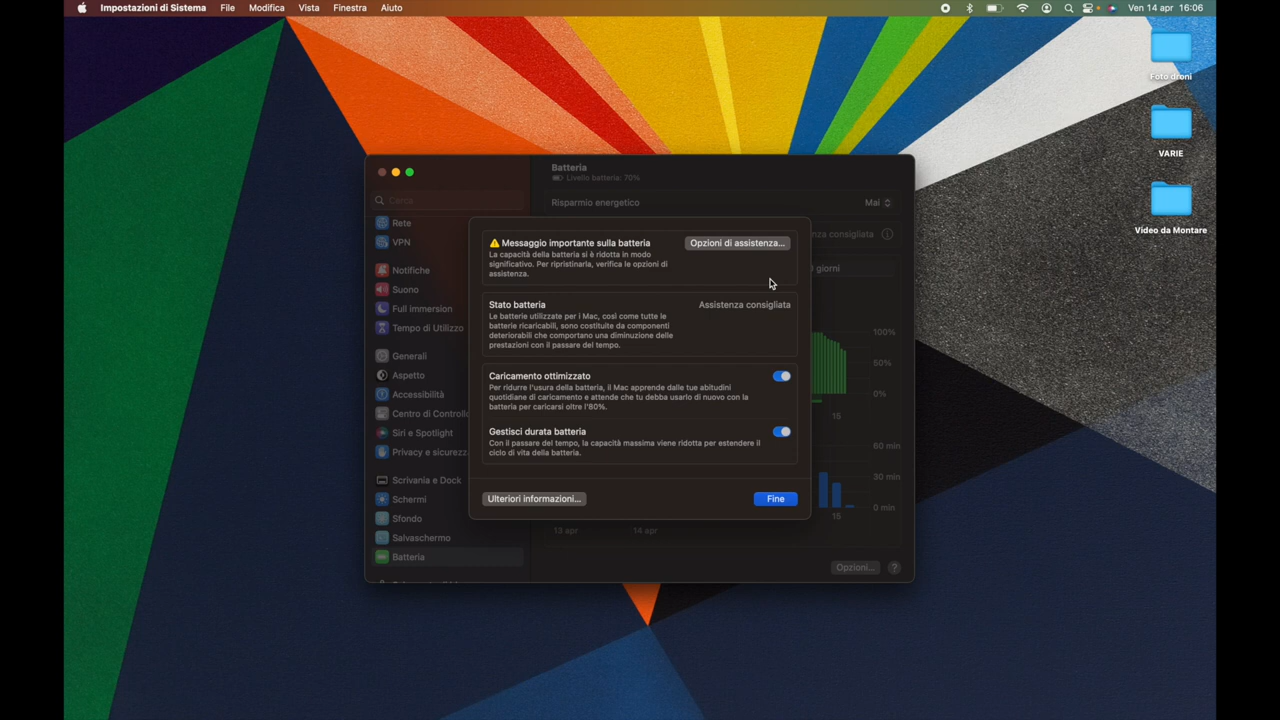 Impostazioni di Sistema File Modifica Vista Finestra Aiuto Ven 14 apr 16:06
Foto droni
VARIE
Video da Montare
Batteria
Livello batteria: 70%
Cerca
Risparmio energetico Mai
Rete
VPN
Notifiche
Suono
Full immersion
Tempo di Utilizzo
Generali
Aspetto
Accessibilità
Centro di Controllo
Siri e Spotlight
Privacy e sicurezza
Scrivania e Dock
Schermi
Sfondo
Salvaschermo
Batteria
consigliata
giorni
Messaggio importante sulla batteria Opzioni di assistenza...
La capacità della batteria si è ridotta in modo
significativo. Per ripristinarla, verifica le opzioni di
assistenza.
Stato batteria Assistenza consigliata
Le batterie utilizzate per i Mac, così come tutte le
batterie ricaricabili, sono costituite da componenti
deteriorabili che comportano una diminuzione delle
prestazioni con il passare del tempo.
Caricamento ottimizzato
Per ridurre l'usura della batteria, il Mac apprende dalle tue abitudini
quotidiane di caricamento e attende che tu debba usarlo di nuovo con la
batteria per caricarsi oltre l'80%.
Gestisci durata batteria
Con il passare del tempo, la capacità massima viene ridotta per estendere il
ciclo di vita della batteria.
Ulteriori informazioni... Fine
100%
50%
0%
15
60 min
30 min
0 min
15
13 apr 14 apr
Opzioni... ?